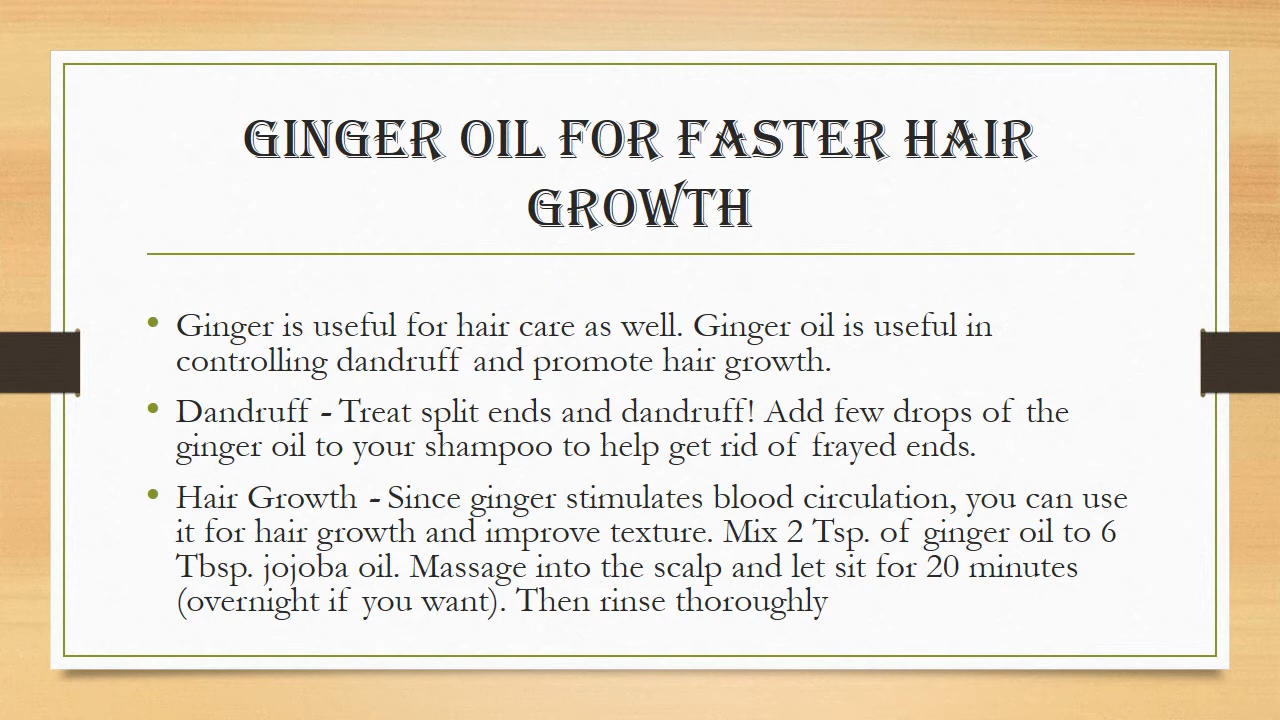 GINGER OIL FOR FASTER HAIR
GROWTH
• Ginger is useful for hair care as well. Ginger oil is useful in
controlling dandruff and promote hair growth.
• Dandruff - Treat split ends and dandruff! Add few drops of the
ginger oil to your shampoo to help get rid of frayed ends.
• Hair Growth - Since ginger stimulates blood circulation, you can use
it for hair growth and improve texture. Mix 2 Tsp. of ginger oil to 6
Tbsp. jojoba oil. Massage into the scalp and let sit for 20 minutes
(overnight if you want). Then rinse thoroughly